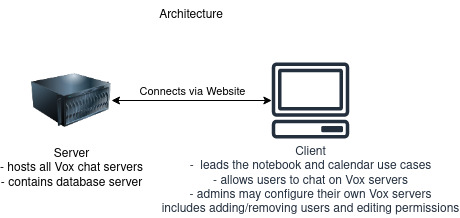 Architecture
Connects via Website
Server
- hosts all Vox chat servers
- contains database server
Client
- leads the notebook and calendar use cases
- allows users to chat on Vox servers
- admins may configure their own Vox servers
includes adding/removing users and editing permissions